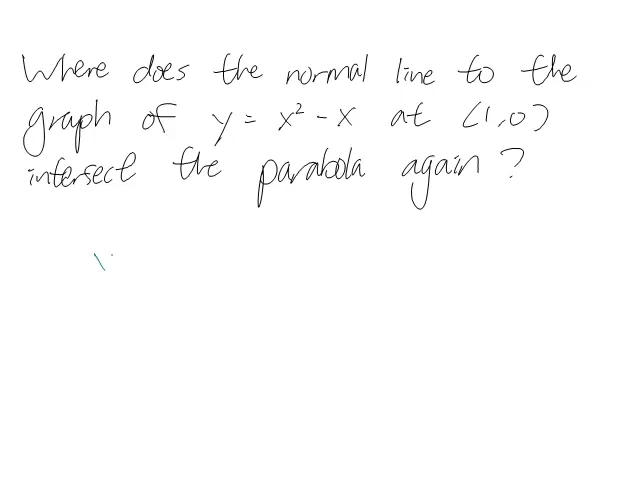 Where does the normal line to the
graph of y = x² - x at (1,0)
intersect the parabola again?